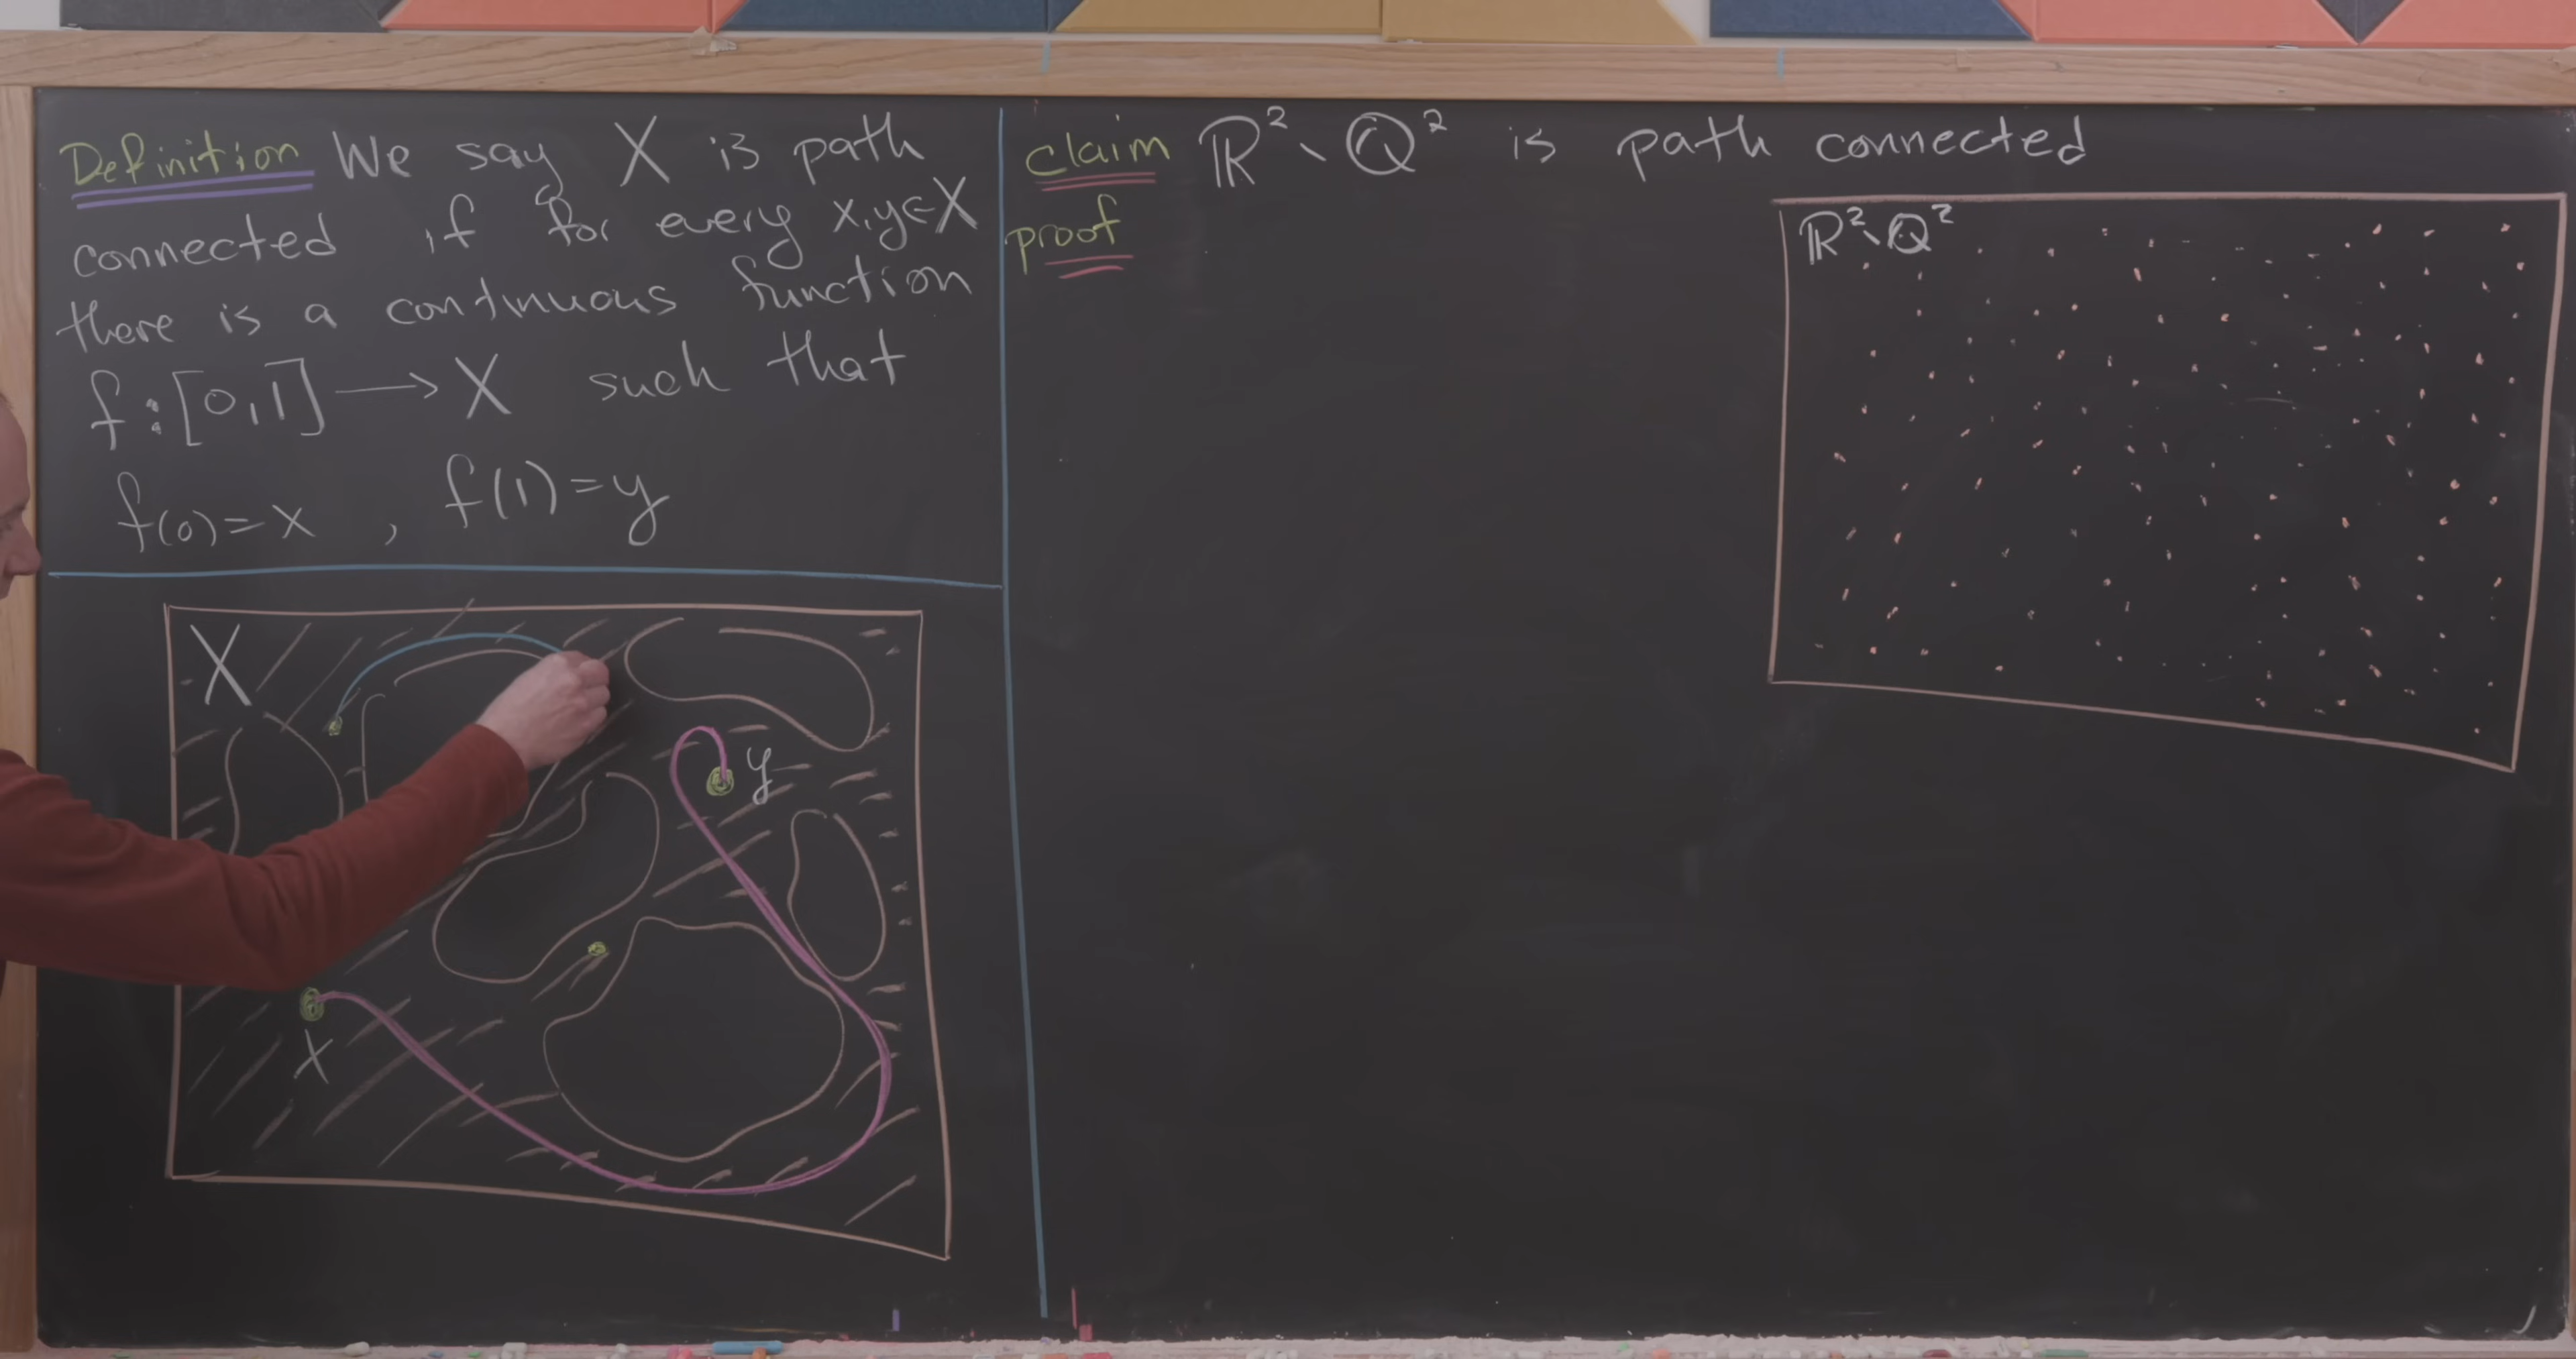 Definition We say X is path
connected if for every x,y∈X
there is a continuous function
f:[0,1]⟶X such that
f(0)=x , f(1)=y
X
y
x
claim ℝ²∖ℚ² is path connected
proof
ℝ²∖ℚ²